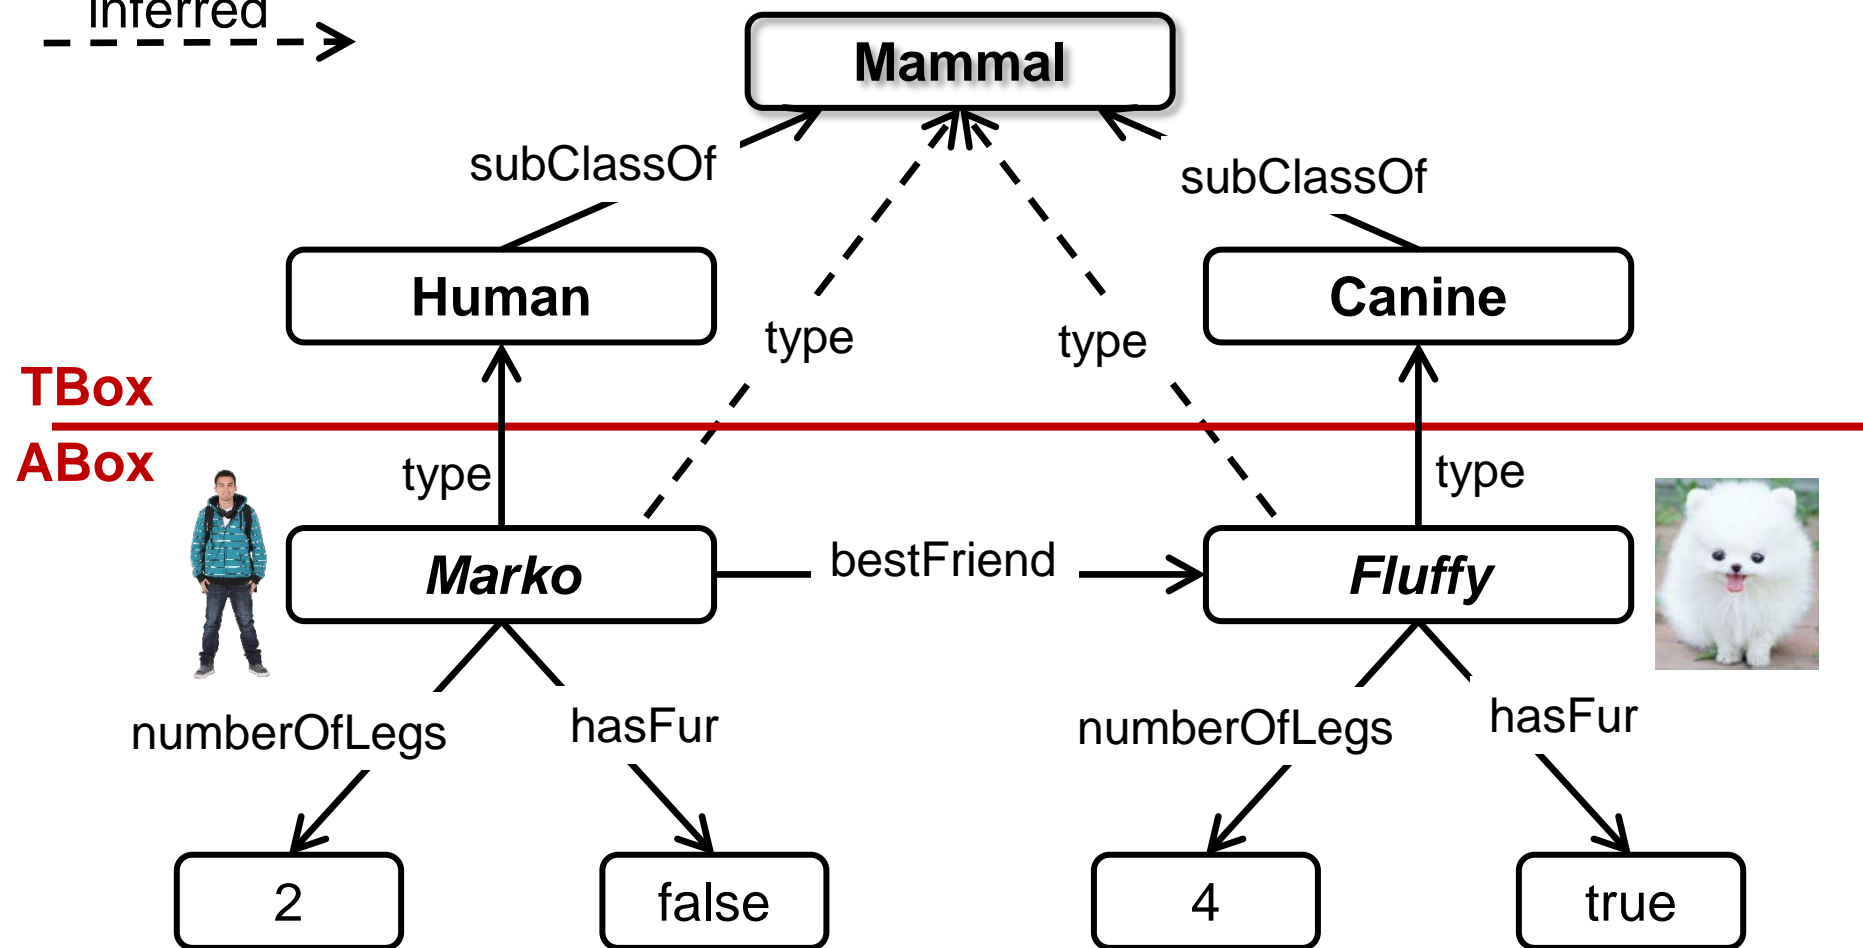 inferred
Mammal
subClassOf
subClassOf
Human
Canine
type
type
TBox
ABox
type
type
Marko
bestFriend
Fluffy
numberOfLegs
hasFur
numberOfLegs
hasFur
2
false
4
true